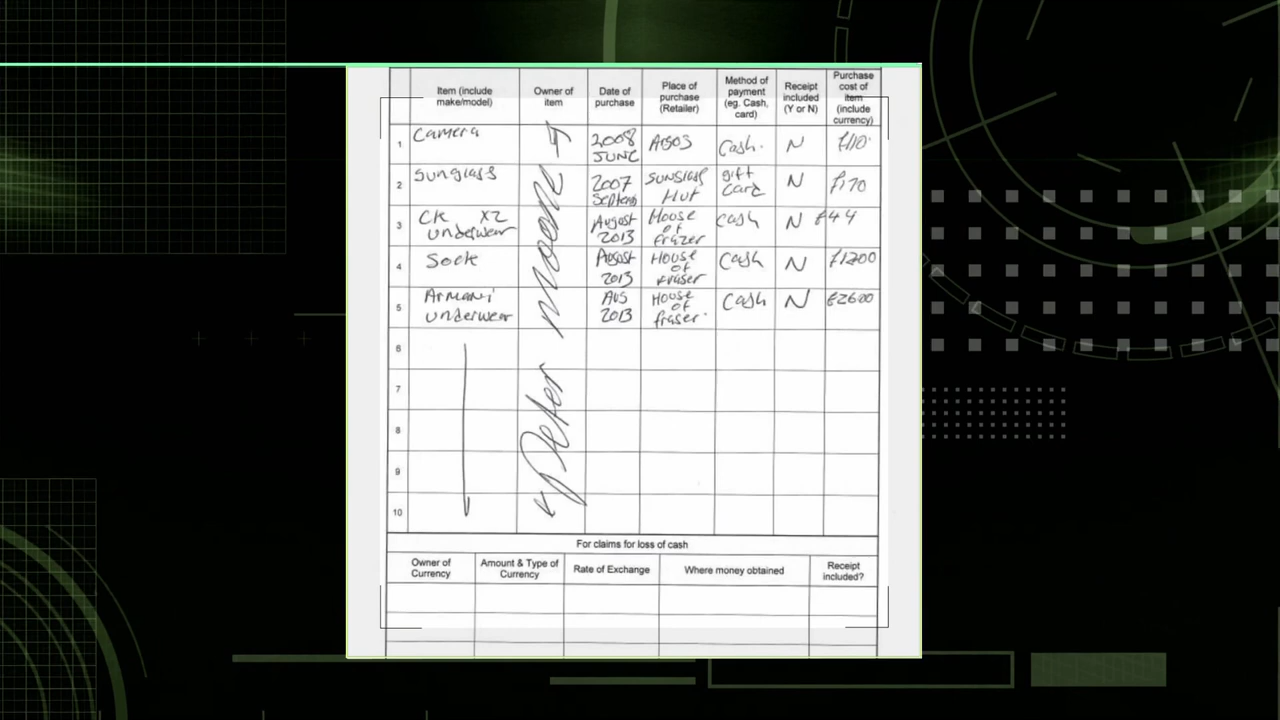 Item (include make/model) Owner of item Date of purchase Place of purchase (Retailer) Method of payment (eg. Cash, card) Receipt included (Y or N) Purchase cost of item (include currency)
1 Camera 2008 JUNE Argos Cash. N £110
2 Sunglass 2007 Septemb SUNGLASS HUT gift Card N £170
3 CK X2 underwear August 2013 House of frazer cash N £44
4 Sock August 2013 House of fraser Cash N £1200
5 Armani underwear Aug 2013 House of fraser. Cash N £2600
Peter moore
6
7
8
9
10
For claims for loss of cash
Owner of Currency Amount & Type of Currency Rate of Exchange Where money obtained Receipt included?